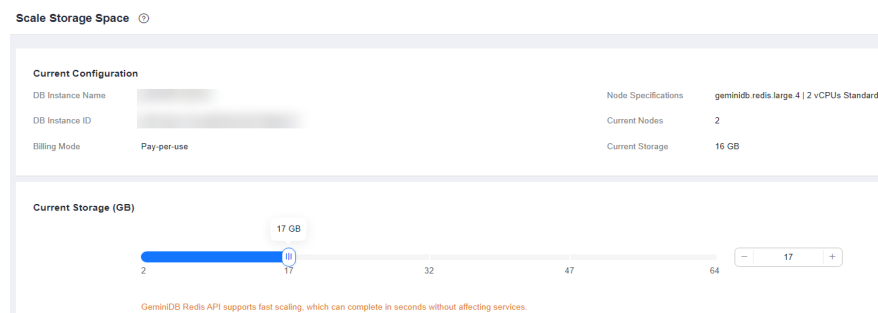 Scale Storage Space ?
Current Configuration
DB Instance Name
Node Specifications geminidb.redis.large.4 | 2 vCPUs Standard
DB Instance ID
Current Nodes 2
Billing Mode Pay-per-use
Current Storage 16 GB
Current Storage (GB)
17 GB
− 17 +
2 17 32 47 64
GeminiDB Redis API supports fast scaling, which can complete in seconds without affecting services.